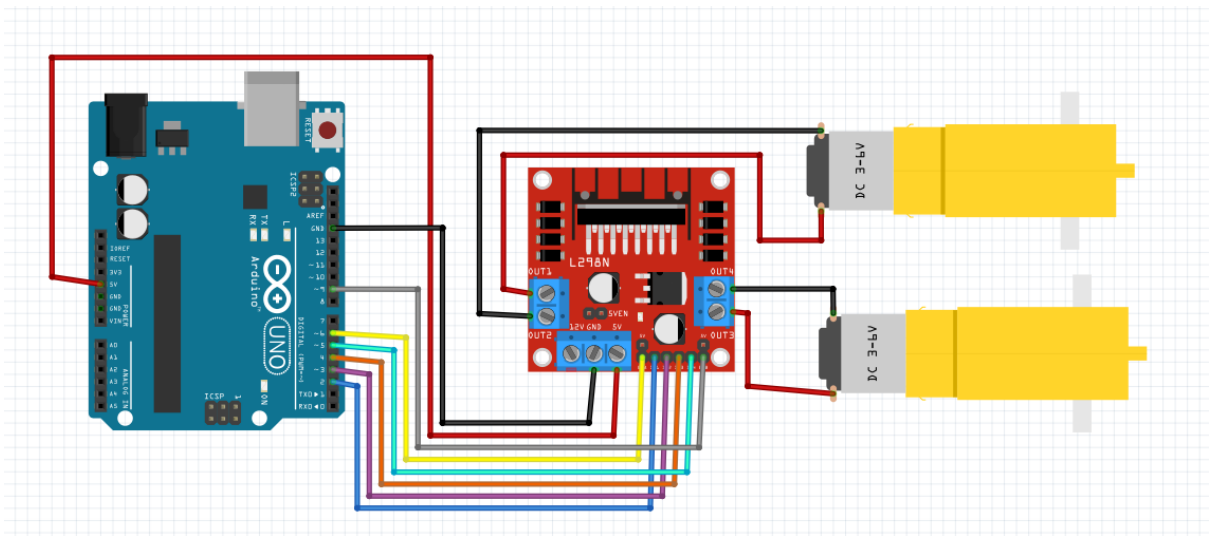 RESET
ICSP2
AREF
GND
13
12
~11
~10
~9
8
7
~6
~5
4
~3
2
TXD▶1
RXD◀0
DIGITAL (PWM~)
L
TX
RX
Arduino
UNO
ON
ICSP
1
IOREF
RESET
3V3
5V
GND
GND
VIN
POWER
A0
A1
A2
A3
A4
A5
ANALOG IN
L298N
OUT1
OUT2
OUT4
OUT3
5VEN
12V GND 5V
DC 3-6V
DC 3-6V